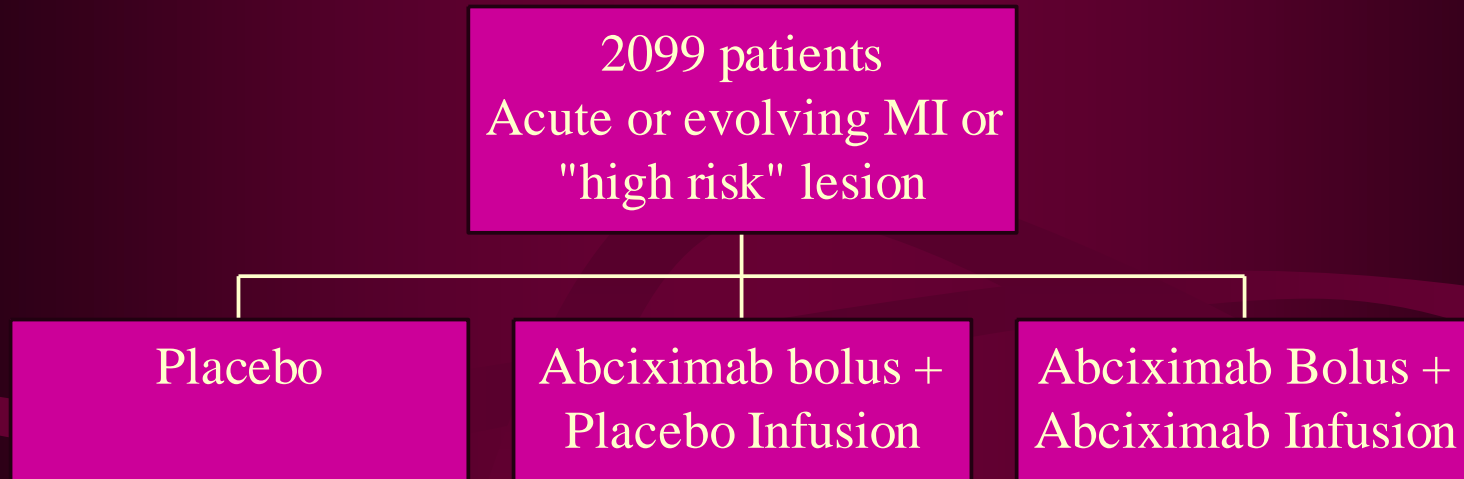 2099 patients
Acute or evolving MI or
"high risk" lesion
Placebo
Abciximab bolus +
Placebo Infusion
Abciximab Bolus +
Abciximab Infusion